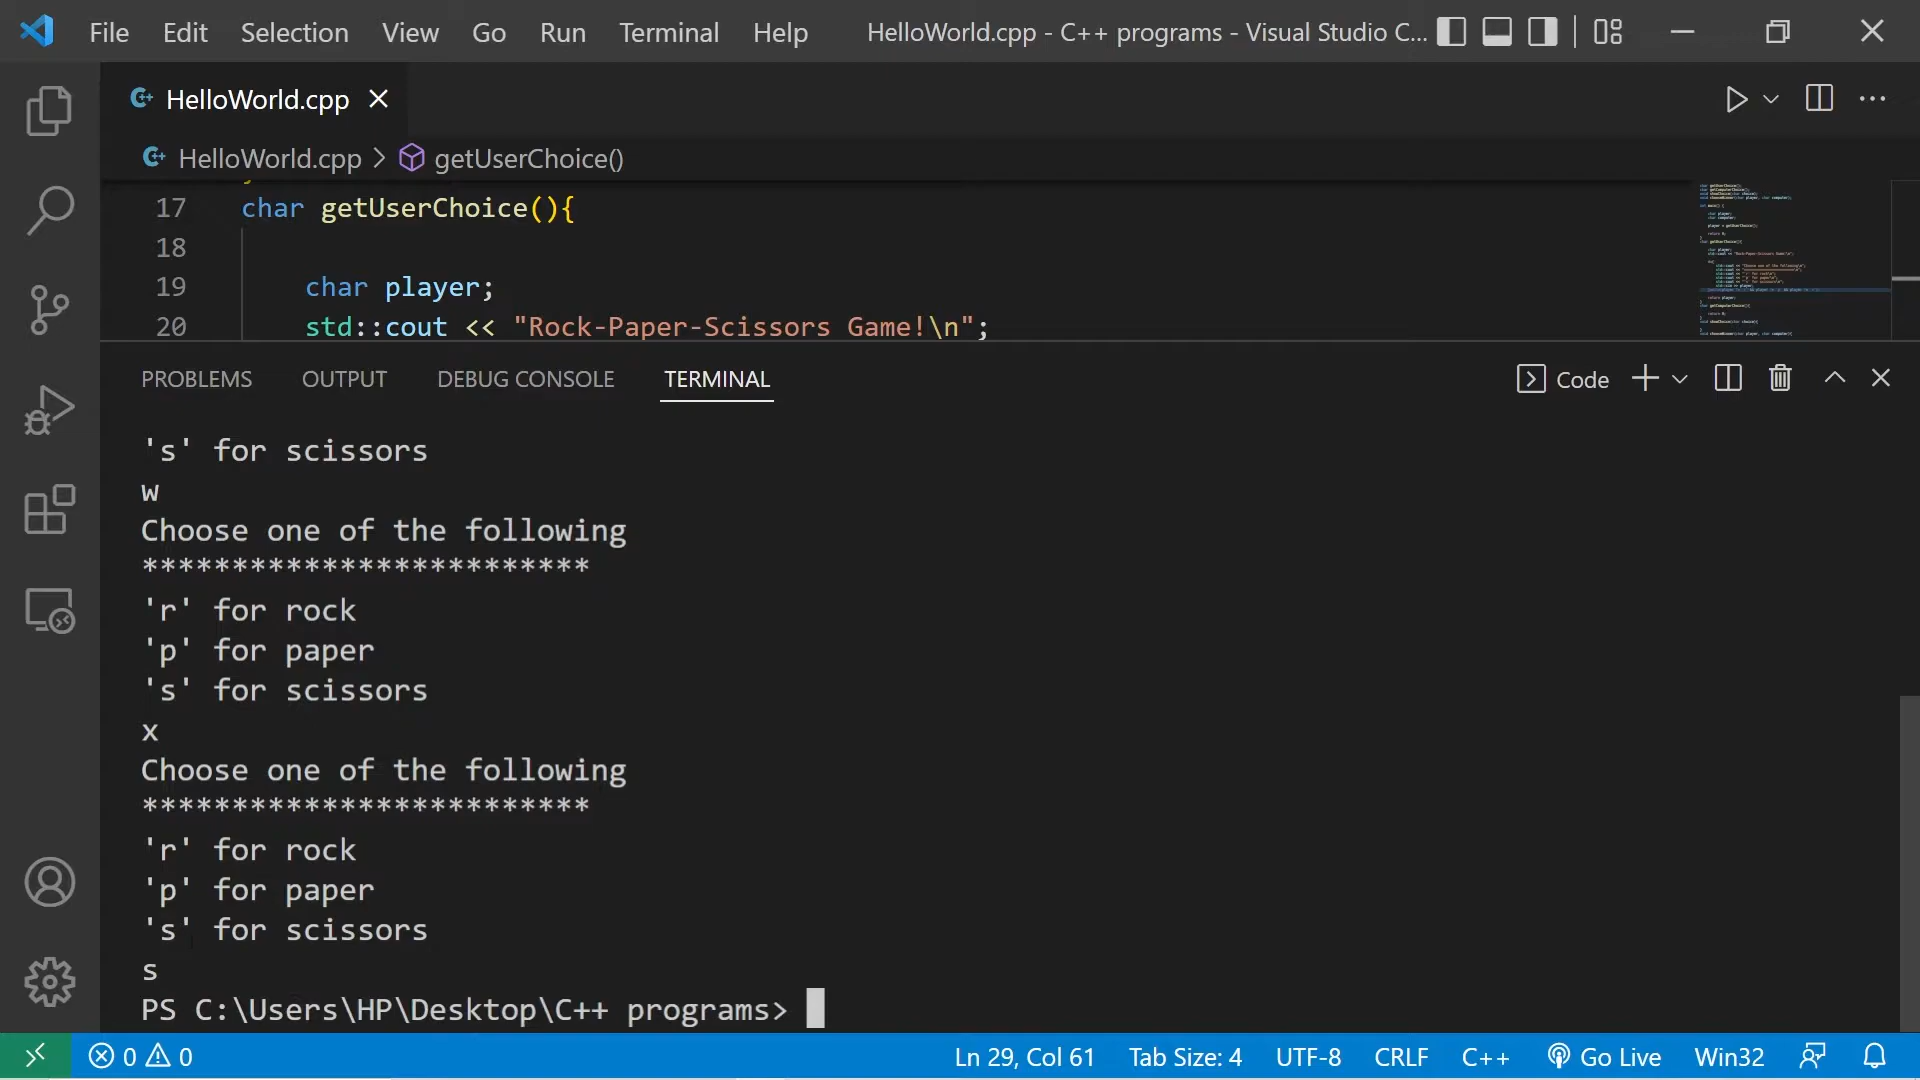 File Edit Selection View Go Run Terminal Help HelloWorld.cpp - C++ programs - Visual Studio C...
HelloWorld.cpp
HelloWorld.cpp > getUserChoice()
17 char getUserChoice(){
18
19 char player;
20 std::cout << "Rock-Paper-Scissors Game!\n";
PROBLEMS OUTPUT DEBUG CONSOLE TERMINAL Code
's' for scissors
w
Choose one of the following
*************************
'r' for rock
'p' for paper
's' for scissors
x
Choose one of the following
*************************
'r' for rock
'p' for paper
's' for scissors
s
PS C:\Users\HP\Desktop\C++ programs>
0 0 Ln 29, Col 61 Tab Size: 4 UTF-8 CRLF C++ Go Live Win32